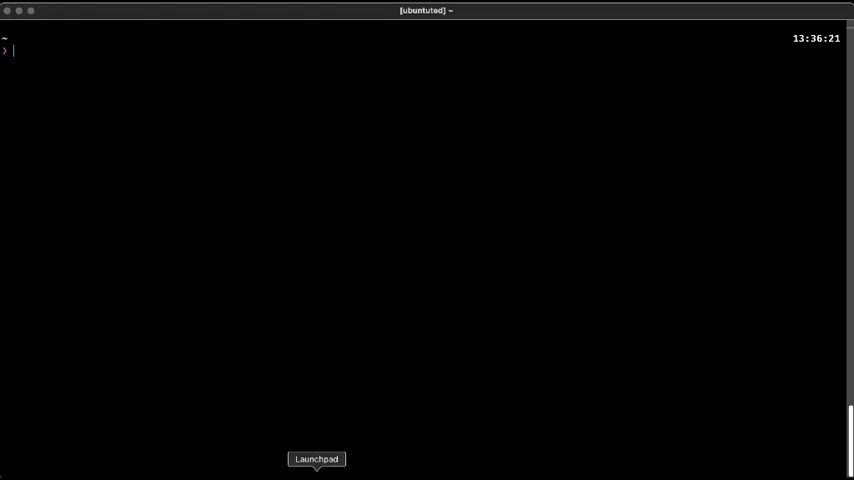 [ubuntuted] ~
~ 13:36:21
❯
Launchpad